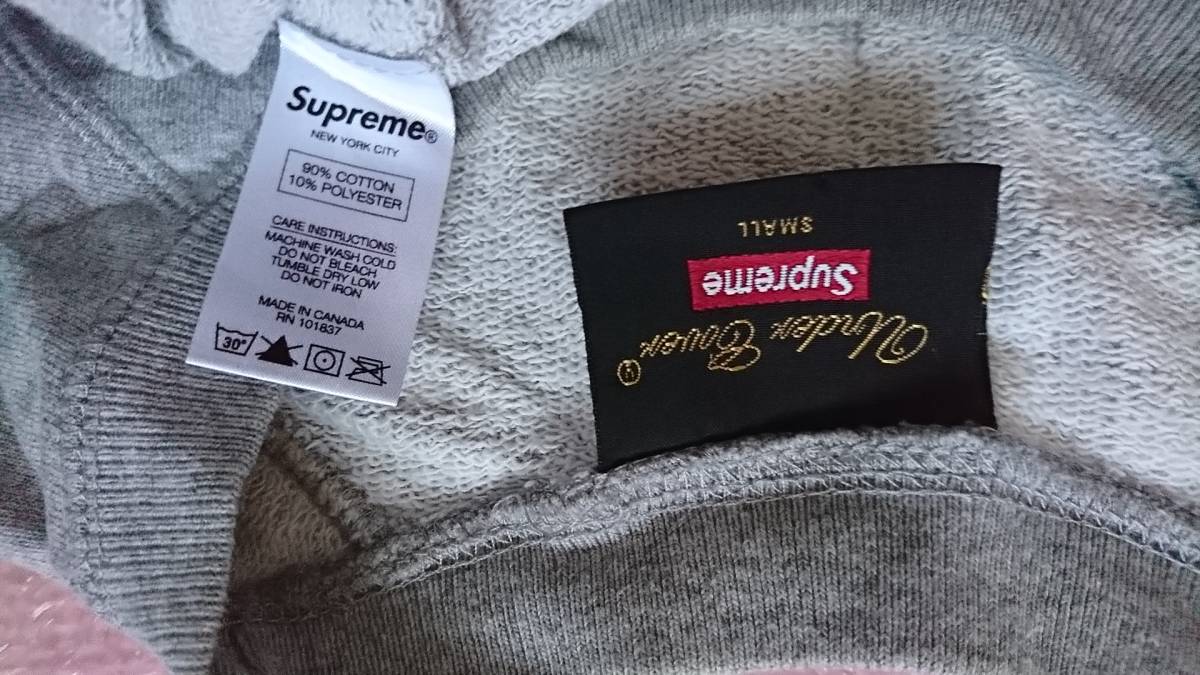 Supreme®
NEW YORK CITY
90% COTTON
10% POLYESTER
CARE INSTRUCTIONS:
MACHINE WASH COLD
DO NOT BLEACH
TUMBLE DRY LOW
DO NOT IRON
MADE IN CANADA
RN 101837
30°
Under Cover®
Supreme
SMALL